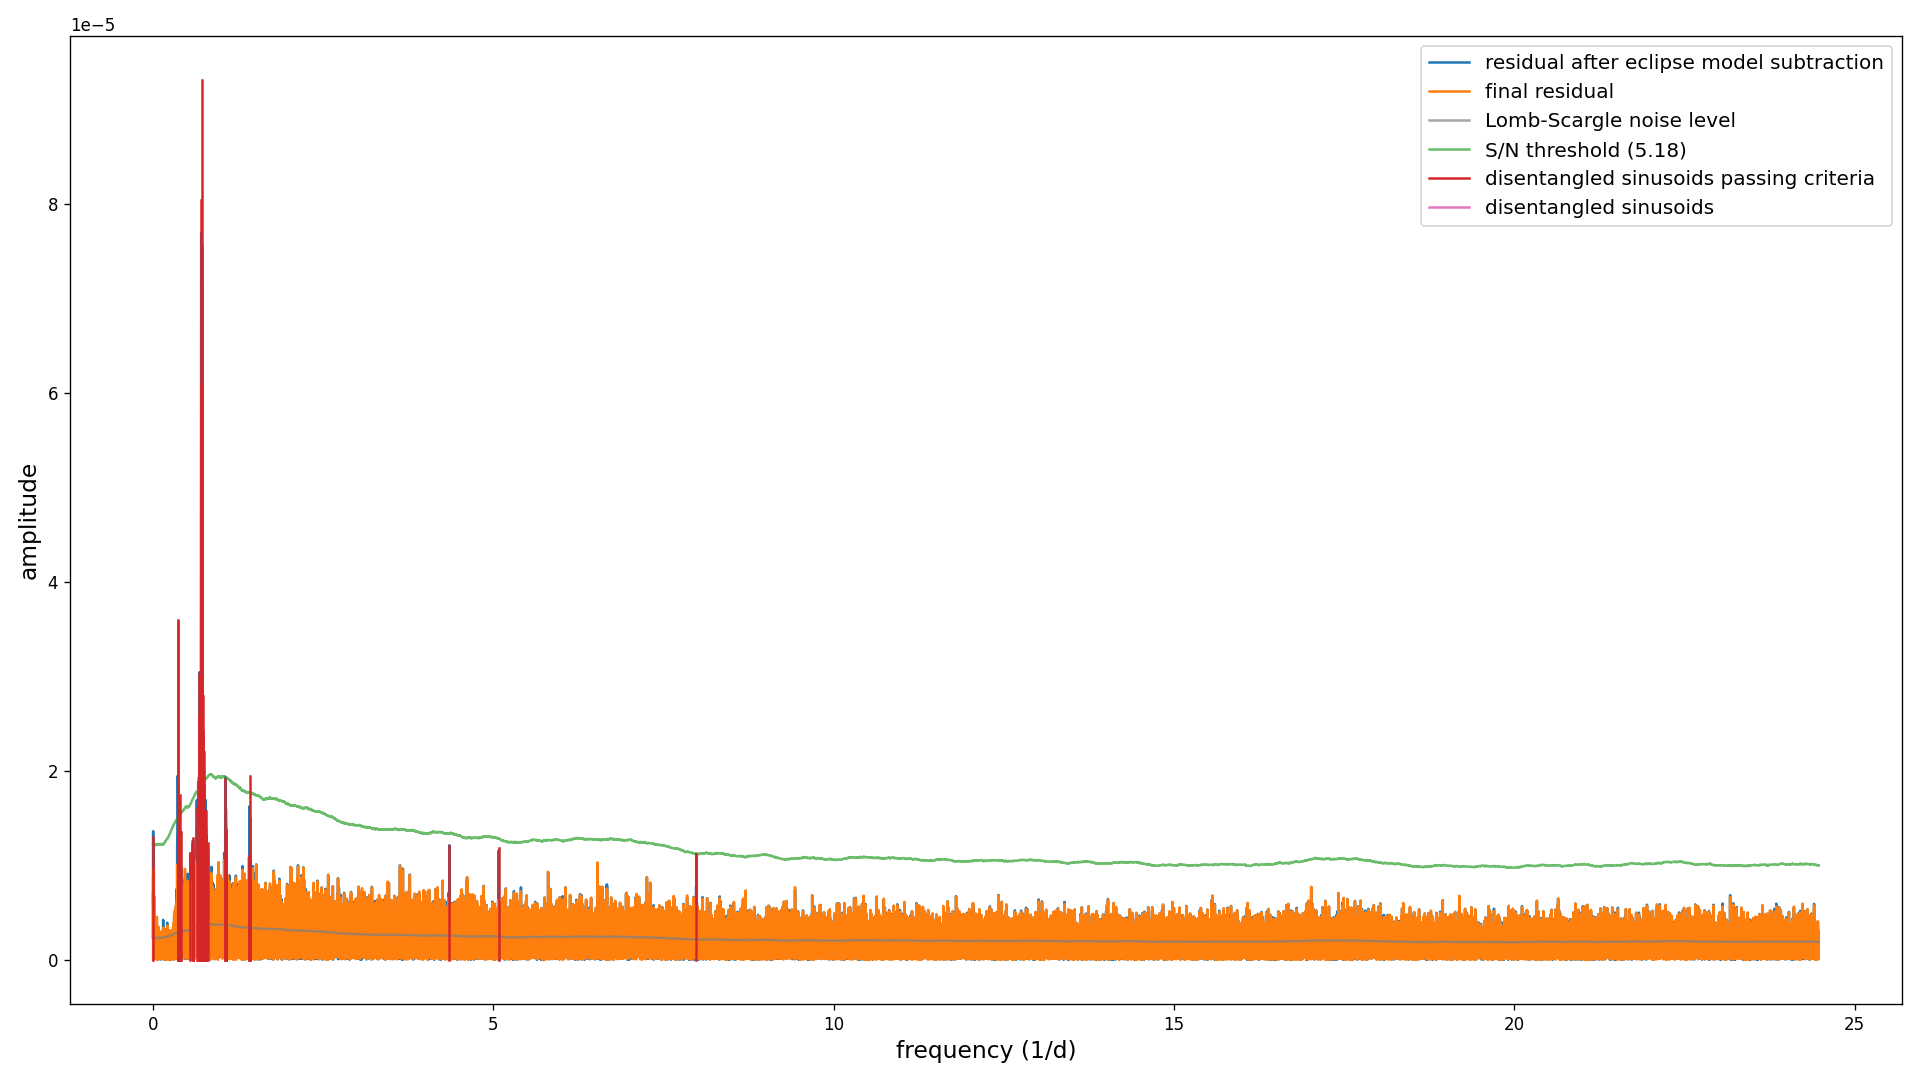 1e−5
residual after eclipse model subtraction
final residual
Lomb-Scargle noise level
S/N threshold (5.18)
disentangled sinusoids passing criteria
disentangled sinusoids
8
6
4
2
0
amplitude
0 5 10 15 20 25
frequency (1/d)